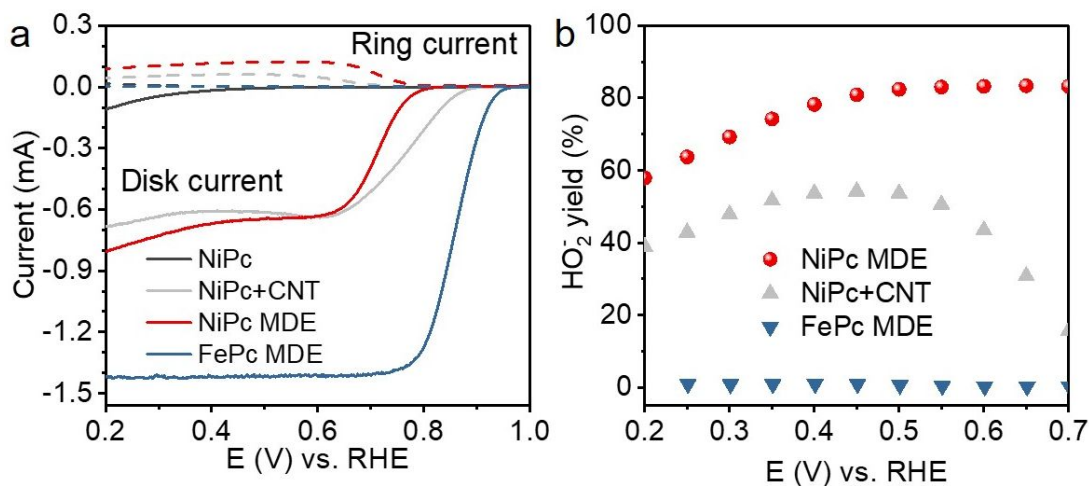 a
0.3
0.0
-0.3
-0.6
-0.9
-1.2
-1.5
Current (mA)
Ring current
Disk current
NiPc
NiPc+CNT
NiPc MDE
FePc MDE
0.2 0.4 0.6 0.8 1.0
E (V) vs. RHE
b
100
80
60
40
20
0
HO₂⁻ yield (%)
NiPc MDE
NiPc+CNT
FePc MDE
0.2 0.3 0.4 0.5 0.6 0.7
E (V) vs. RHE